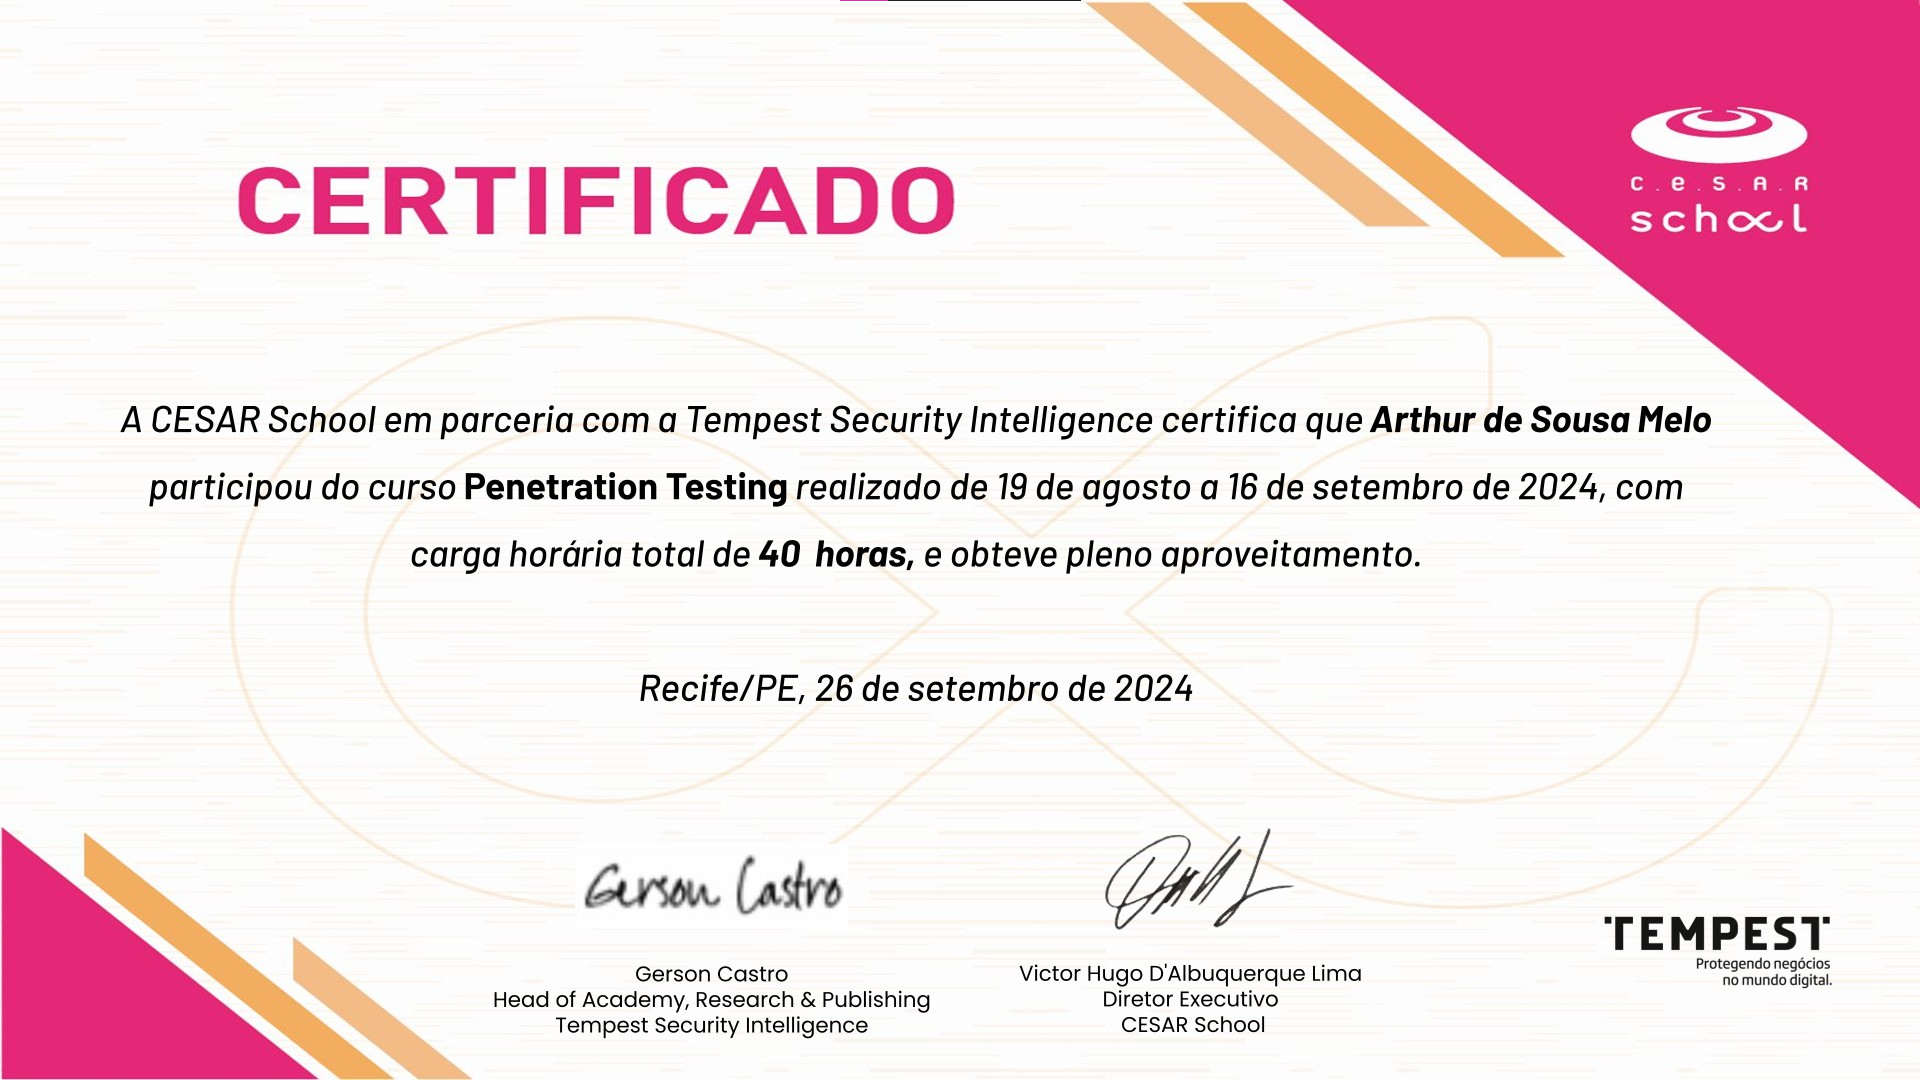 c.e.s.a.r
school
CERTIFICADO
A CESAR School em parceria com a Tempest Security Intelligence certifica que Arthur de Sousa Melo
participou do curso Penetration Testing realizado de 19 de agosto a 16 de setembro de 2024, com
carga horária total de 40 horas, e obteve pleno aproveitamento.
Recife/PE, 26 de setembro de 2024
Gerson Castro
Gerson Castro
Head of Academy, Research & Publishing
Tempest Security Intelligence
Victor Hugo D'Albuquerque Lima
Diretor Executivo
CESAR School
TEMPEST
Protegendo negócios
no mundo digital.